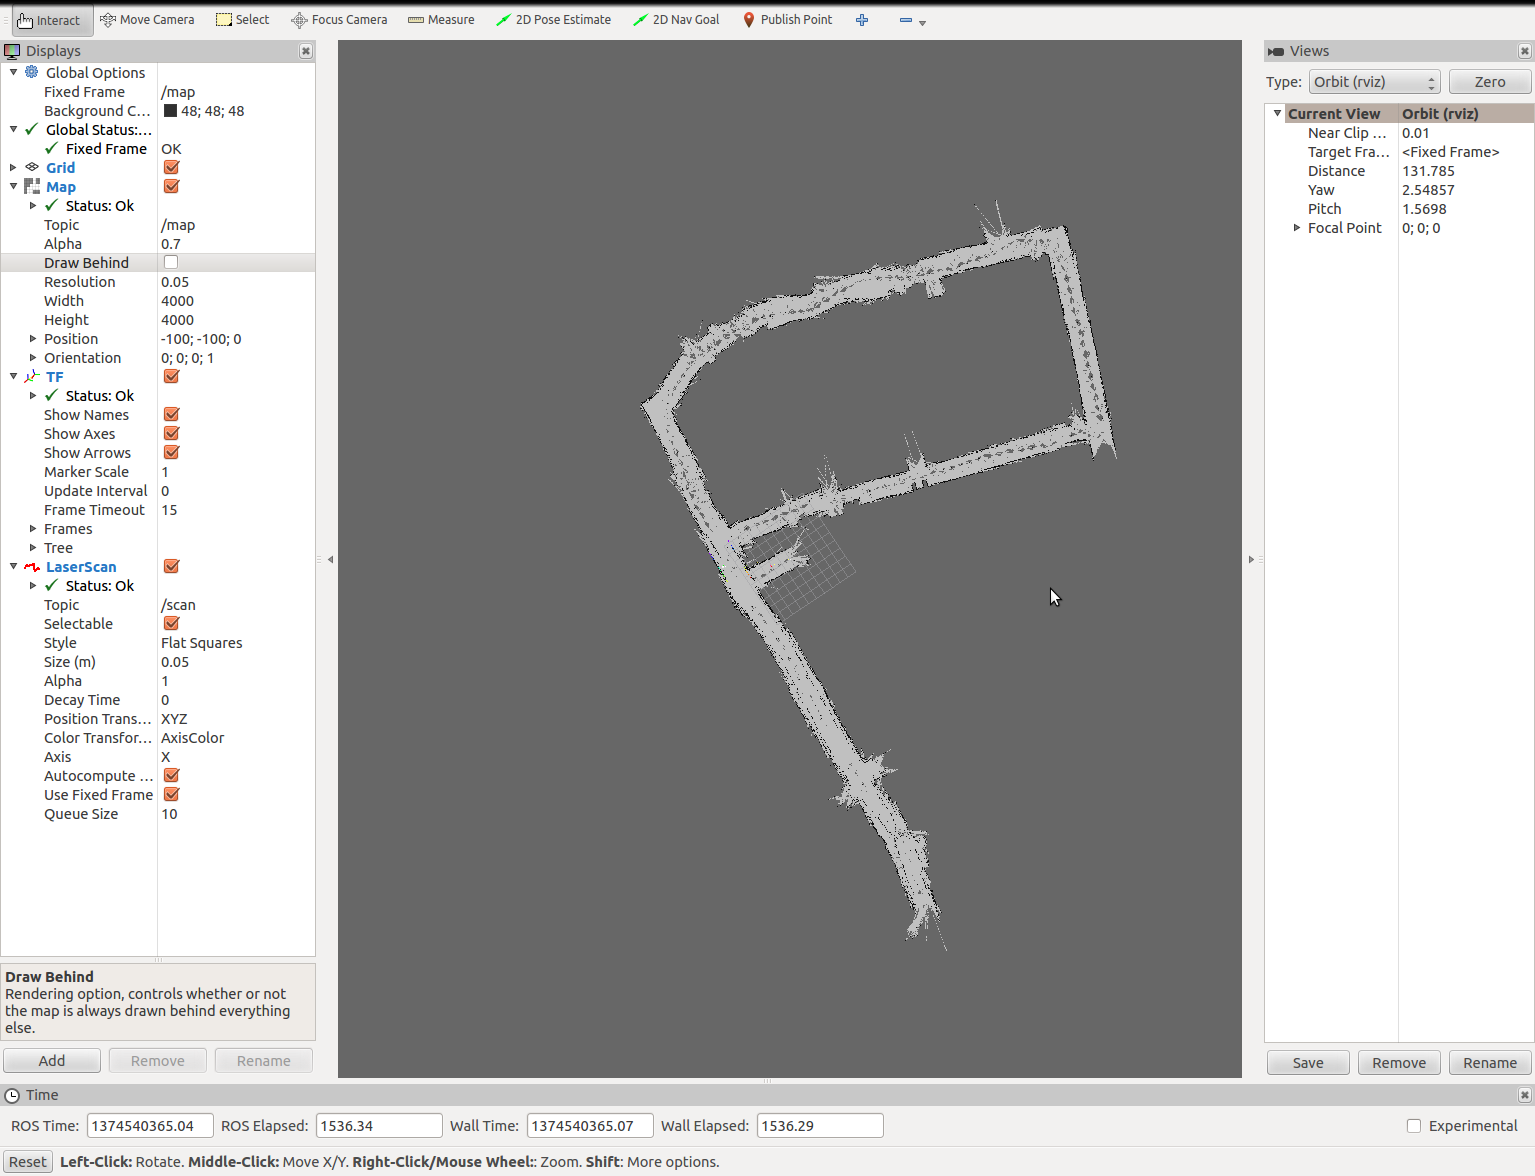 Interact Move Camera Select Focus Camera Measure 2D Pose Estimate 2D Nav Goal Publish Point
Displays
Global Options
Fixed Frame /map
Background C... 48; 48; 48
Global Status:...
Fixed Frame OK
Grid
Map
Status: Ok
Topic /map
Alpha 0.7
Draw Behind
Resolution 0.05
Width 4000
Height 4000
Position -100; -100; 0
Orientation 0; 0; 0; 1
TF
Status: Ok
Show Names
Show Axes
Show Arrows
Marker Scale 1
Update Interval 0
Frame Timeout 15
Frames
Tree
LaserScan
Status: Ok
Topic /scan
Selectable
Style Flat Squares
Size (m) 0.05
Alpha 1
Decay Time 0
Position Trans... XYZ
Color Transfor... AxisColor
Axis X
Autocompute ...
Use Fixed Frame
Queue Size 10
Draw Behind
Rendering option, controls whether or not
the map is always drawn behind everything
else.
Add Remove Rename
Views
Type: Orbit (rviz) Zero
Current View Orbit (rviz)
Near Clip ... 0.01
Target Fra... <Fixed Frame>
Distance 131.785
Yaw 2.54857
Pitch 1.5698
Focal Point 0; 0; 0
Save Remove Rename
Time
ROS Time: 1374540365.04 ROS Elapsed: 1536.34 Wall Time: 1374540365.07 Wall Elapsed: 1536.29 Experimental
Reset Left-Click: Rotate. Middle-Click: Move X/Y. Right-Click/Mouse Wheel:: Zoom. Shift: More options.